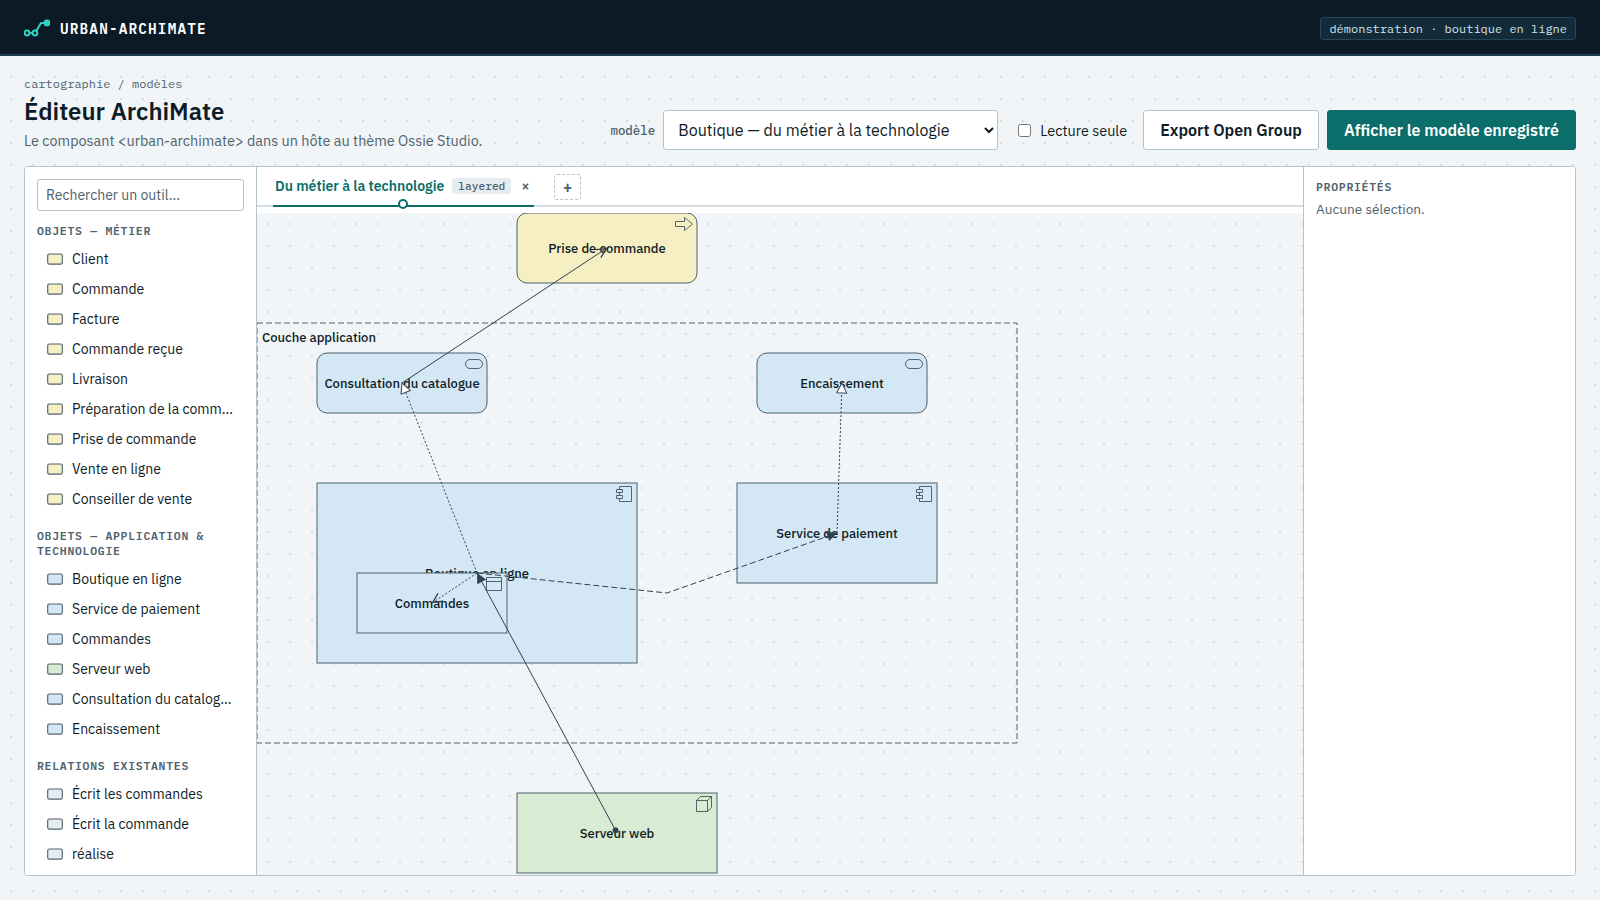 URBAN-ARCHIMATE
démonstration · boutique en ligne
cartographie / modèles
Éditeur ArchiMate
Le composant <urban-archimate> dans un hôte au thème Ossie Studio.
modèle
Boutique — du métier à la technologie
Lecture seule
Export Open Group
Afficher le modèle enregistré
Rechercher un outil...
OBJETS — MÉTIER
Client
Commande
Facture
Commande reçue
Livraison
Préparation de la comm...
Prise de commande
Vente en ligne
Conseiller de vente
OBJETS — APPLICATION &
TECHNOLOGIE
Boutique en ligne
Service de paiement
Commandes
Serveur web
Consultation du catalog...
Encaissement
RELATIONS EXISTANTES
Écrit les commandes
Écrit la commande
réalise
Du métier à la technologie
layered
×
+
Prise de commande
Couche application
Consultation du catalogue
Encaissement
Boutique en ligne
Commandes
Service de paiement
Serveur web
PROPRIÉTÉS
Aucune sélection.